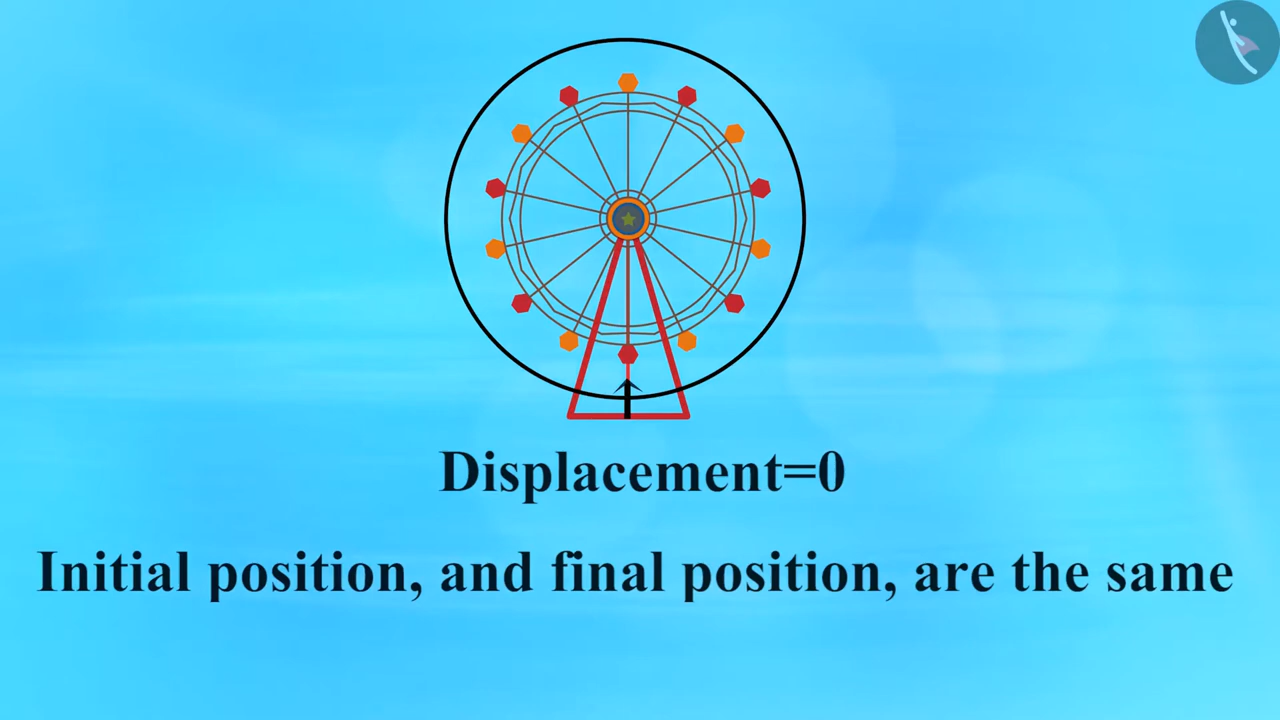 Displacement=0
Initial position, and final position, are the same